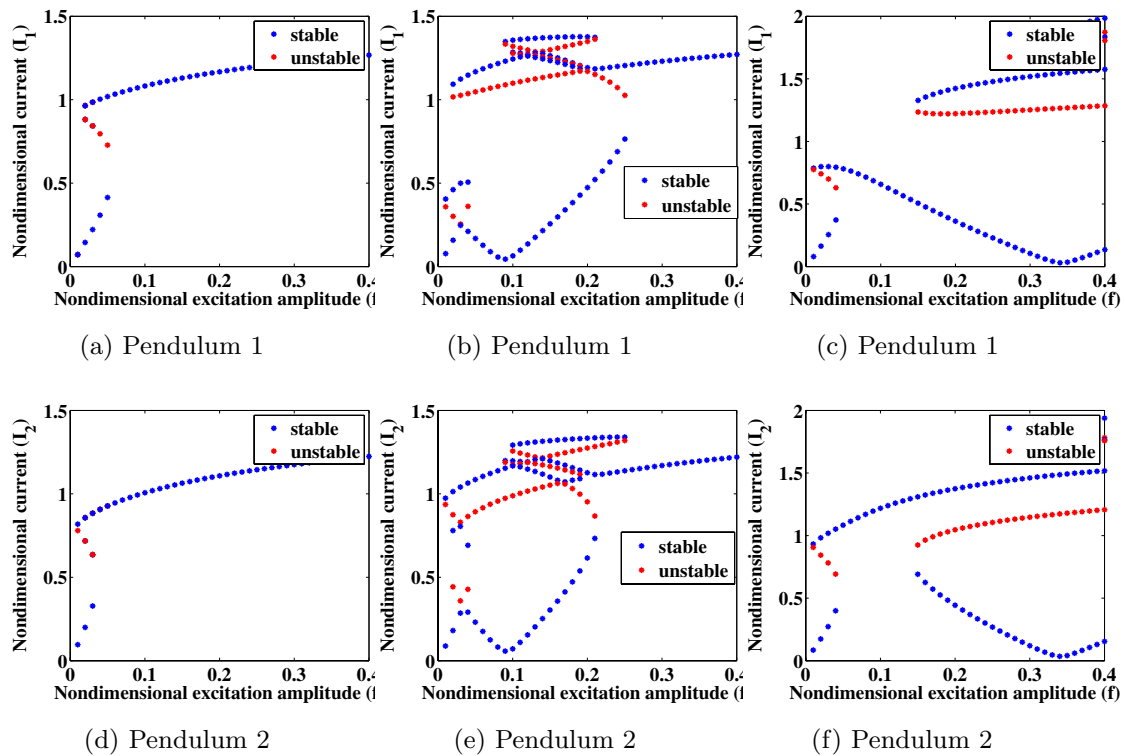 Nondimensional current (I1)
1.5
1
0.5
0
stable
unstable
0 0.1 0.2 0.3 0.4
Nondimensional excitation amplitude (f
(a) Pendulum 1
Nondimensional current (I1)
1.5
1
0.5
0
stable
unstable
0 0.1 0.2 0.3 0.4
Nondimensional excitation amplitude (f)
(b) Pendulum 1
Nondimensional current (I1)
2
1.5
1
0.5
0
stable
unstable
0 0.1 0.2 0.3 0.4
Nondimensional excitation amplitude (f)
(c) Pendulum 1
Nondimensional current (I2)
1.5
1
0.5
0
stable
unstable
0 0.1 0.2 0.3 0.4
Nondimensional excitation amplitude (f
(d) Pendulum 2
Nondimensional current (I2)
1.5
1
0.5
0
stable
unstable
0 0.1 0.2 0.3 0.4
Nondimensional excitation amplitude (f)
(e) Pendulum 2
Nondimensional current (I2)
2
1.5
1
0.5
0
stable
unstable
0 0.1 0.2 0.3 0.4
Nondimensional excitation amplitude (f)
(f) Pendulum 2